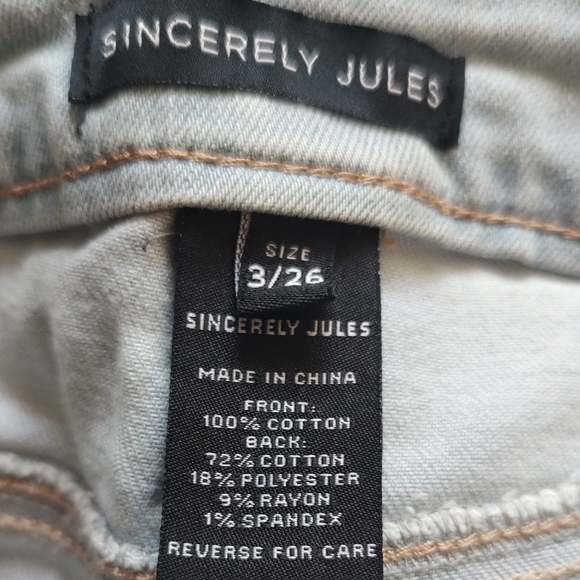 SINCERELY JULES
SIZE
3/26
SINCERELY JULES
MADE IN CHINA
FRONT:
100% COTTON
BACK:
72% COTTON
18% POLYESTER
9% RAYON
1% SPANDEX
REVERSE FOR CARE